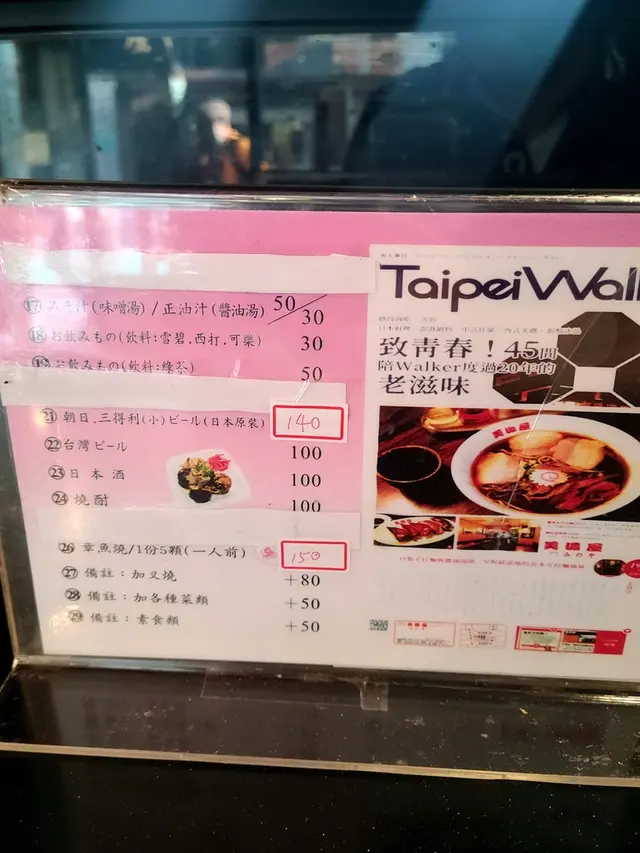 ⑰ みそ汁(味噌湯)/正油汁(醬油湯) 50/30
⑱ お飲みもの(飲料:雪碧.西打.可樂) 30
⑲ お飲みもの(飲料:綠茶) 50
㉑ 朝日.三得利(小)ビール(日本原裝) 140
㉒ 台灣ビール 100
㉓ 日本酒 100
㉔ 燒酎 100
㉖ 章魚燒/1份5顆(一人前) 150
㉗ 備註:加叉燒 +80
㉘ 備註:加各種菜類 +50
㉙ 備註:素食類 +50
TaipeiWal
致青春!45間
陪Walker度過20年的
老滋味
美濃屋